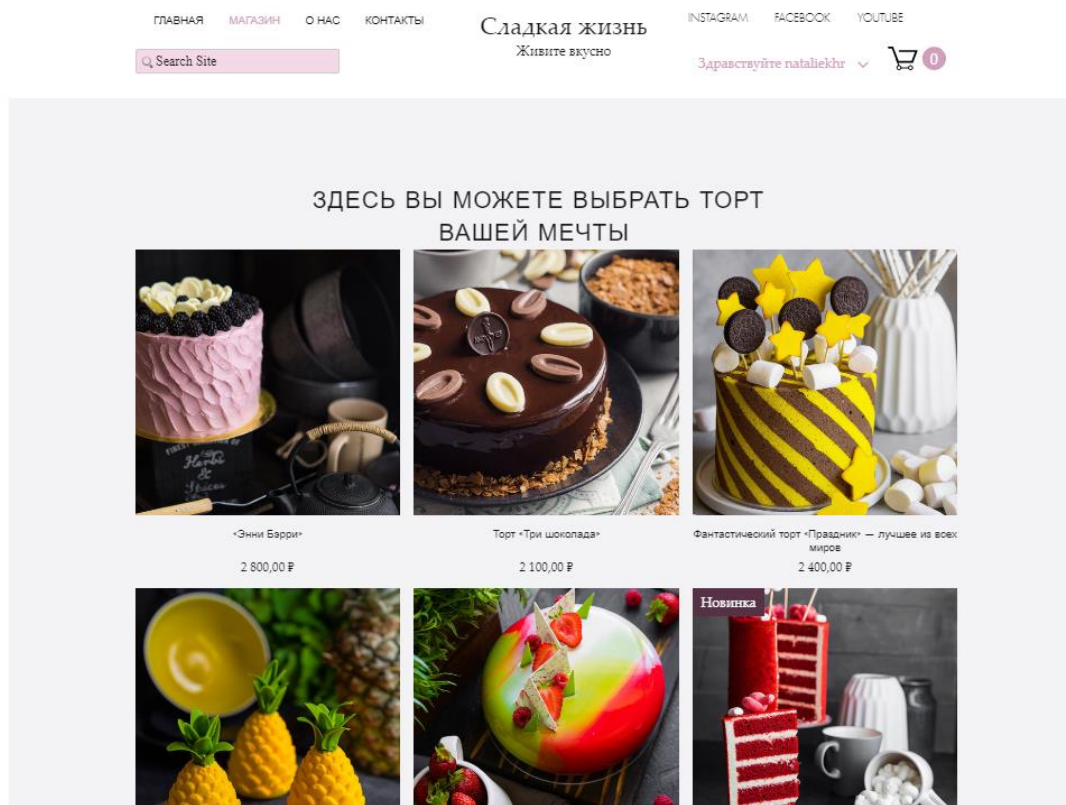 ГЛАВНАЯ МАГАЗИН О НАС КОНТАКТЫ
Сладкая жизнь
Живите вкусно
INSTAGRAM FACEBOOK YOUTUBE
Search Site
Здравствуйте nataliekhr
0
ЗДЕСЬ ВЫ МОЖЕТЕ ВЫБРАТЬ ТОРТ
ВАШЕЙ МЕЧТЫ
Herbs
&
Spices
«Энни Бэрри»
2 800,00 ₽
Торт «Три шоколада»
2 100,00 ₽
Фантастический торт «Праздник» — лучшее из всех
миров
2 400,00 ₽
Новинка